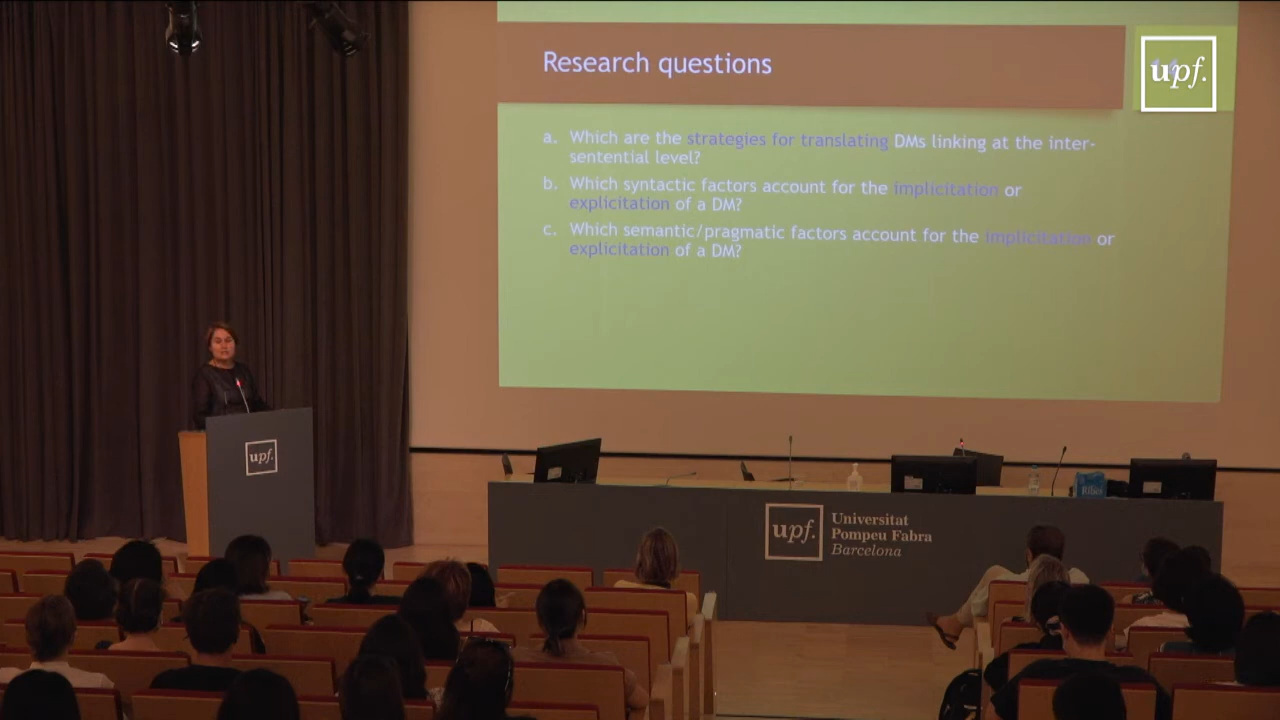 Research questions
upf.
a. Which are the strategies for translating DMs linking at the inter-
sentential level?
b. Which syntactic factors account for the implicitation or
explicitation of a DM?
c. Which semantic/pragmatic factors account for the implicitation or
explicitation of a DM?
upf.
upf.
Universitat
Pompeu Fabra
Barcelona
Ribes